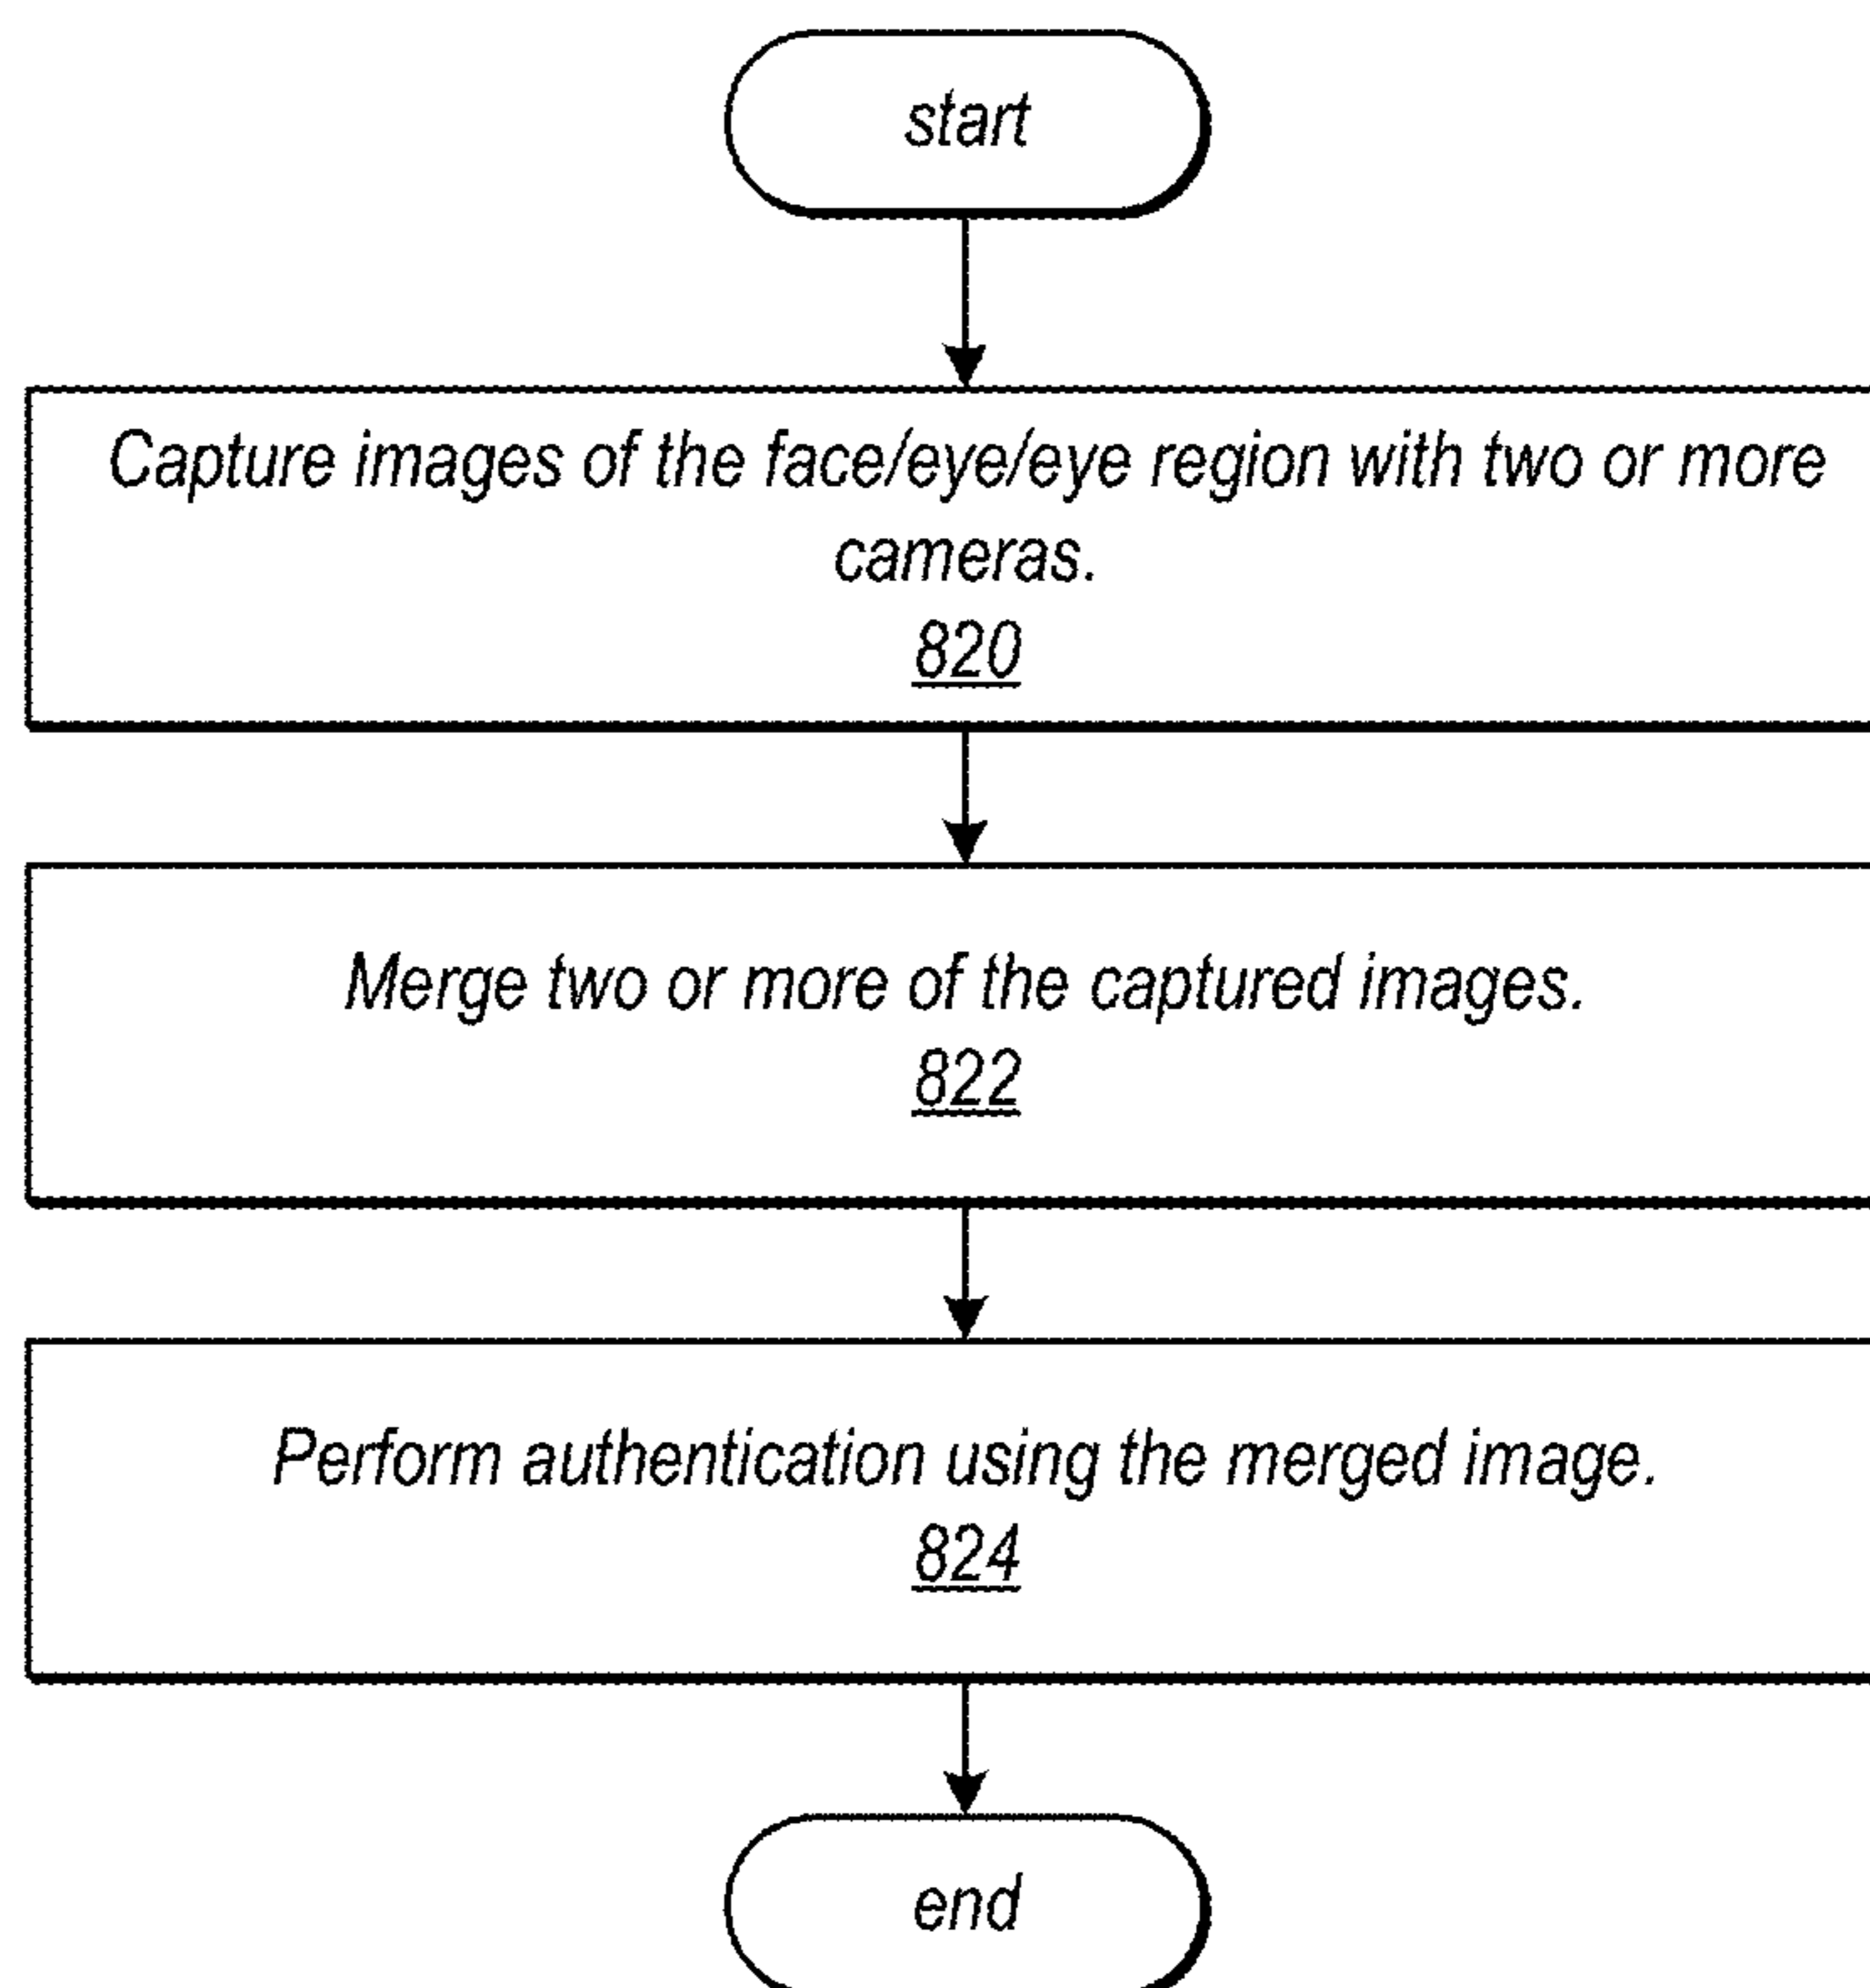 start
Capture images of the face/eye/eye region with two or more
cameras.
820
Merge two or more of the captured images.
822
Perform authentication using the merged image.
824
end